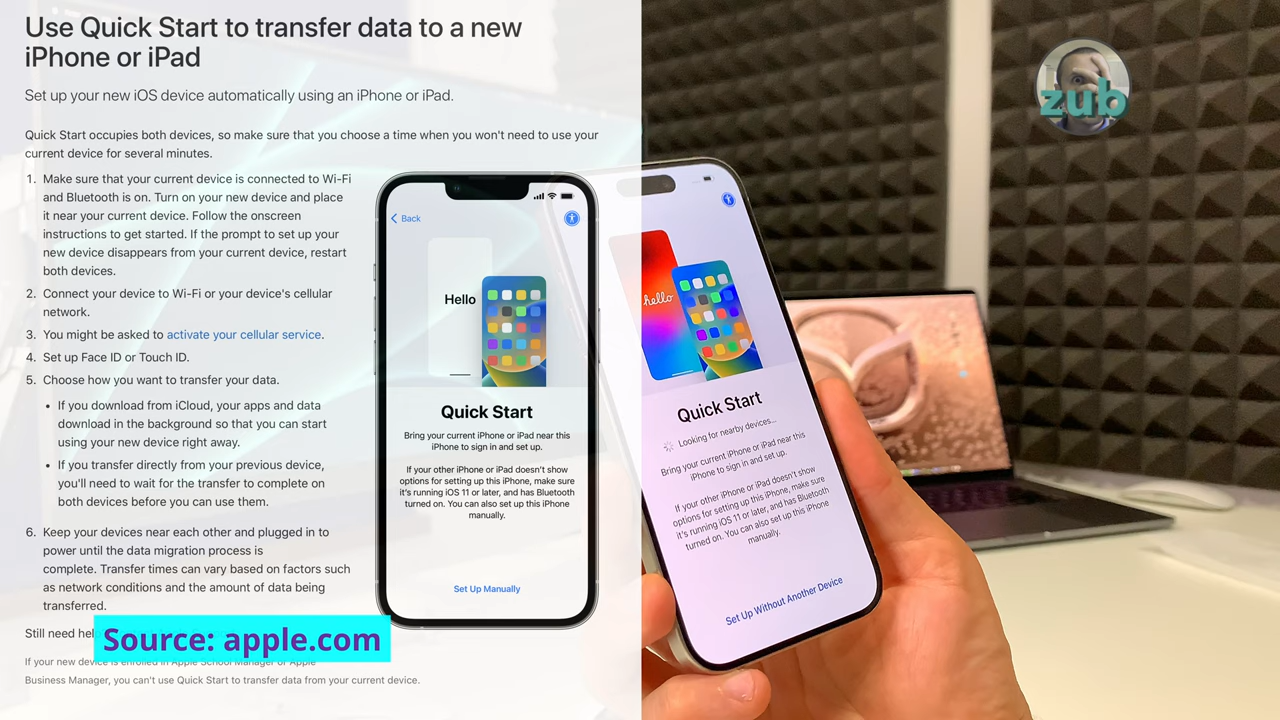 Use Quick Start to transfer data to a new
iPhone or iPad
Set up your new iOS device automatically using an iPhone or iPad.
Quick Start occupies both devices, so make sure that you choose a time when you won't need to use your
current device for several minutes.
1. Make sure that your current device is connected to Wi-Fi
and Bluetooth is on. Turn on your new device and place
it near your current device. Follow the onscreen
instructions to get started. If the prompt to set up your
new device disappears from your current device, restart
both devices.
2. Connect your device to Wi-Fi or your device's cellular
network.
3. You might be asked to activate your cellular service.
4. Set up Face ID or Touch ID.
5. Choose how you want to transfer your data.
• If you download from iCloud, your apps and data
download in the background so that you can start
using your new device right away.
• If you transfer directly from your previous device,
you'll need to wait for the transfer to complete on
both devices before you can use them.
6. Keep your devices near each other and plugged in to
power until the data migration process is
complete. Transfer times can vary based on factors such
as network conditions and the amount of data being
transferred.
Still need
Source: apple.com
If your new device is enrolled in Apple School Manager or Apple
Business Manager, you can't use Quick Start to transfer data from your current device.
Back
Hello
Quick Start
Bring your current iPhone or iPad near this
iPhone to sign in and set up.
If your other iPhone or iPad doesn't show
options for setting up this iPhone, make sure
it's running iOS 11 or later, and has Bluetooth
turned on. You can also set up this iPhone
manually.
Set Up Manually
hello
Quick Start
Looking for nearby devices...
Bring your current iPhone or iPad near this
iPhone to sign in and set up.
If your other iPhone or iPad doesn't show
options for setting up this iPhone, make sure
it's running iOS 11 or later, and has Bluetooth
turned on. You can also set up this iPhone
manually.
Set Up Without Another Device
zub